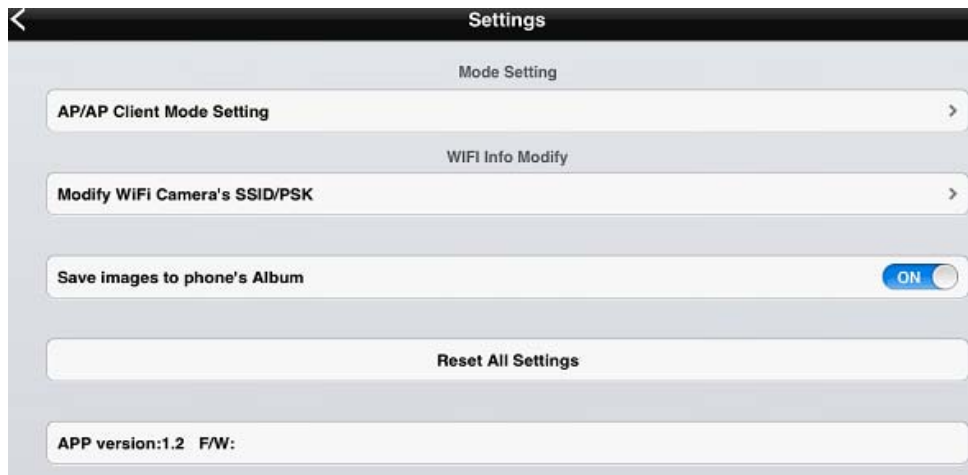 Settings
Mode Setting
AP/AP Client Mode Setting
WIFI Info Modify
Modify WiFi Camera's SSID/PSK
Save images to phone's Album ON
Reset All Settings
APP version:1.2 F/W: